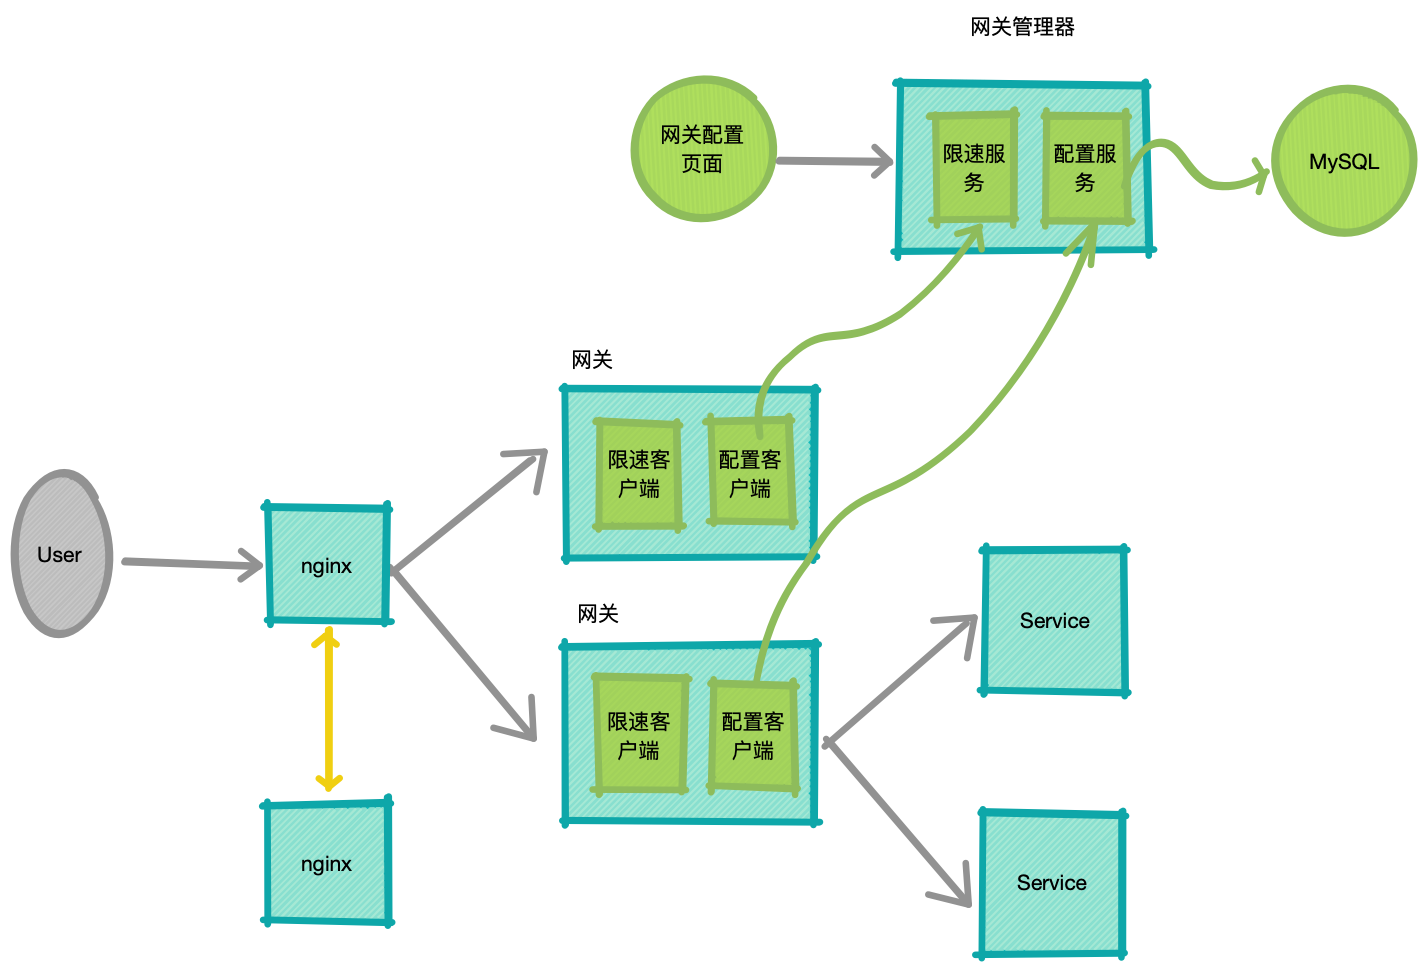 网关管理器
网关配置
页面
限速服
务
配置服
务
MySQL
网关
限速客
户端
配置客
户端
User
nginx
网关
限速客
户端
配置客
户端
Service
nginx
Service